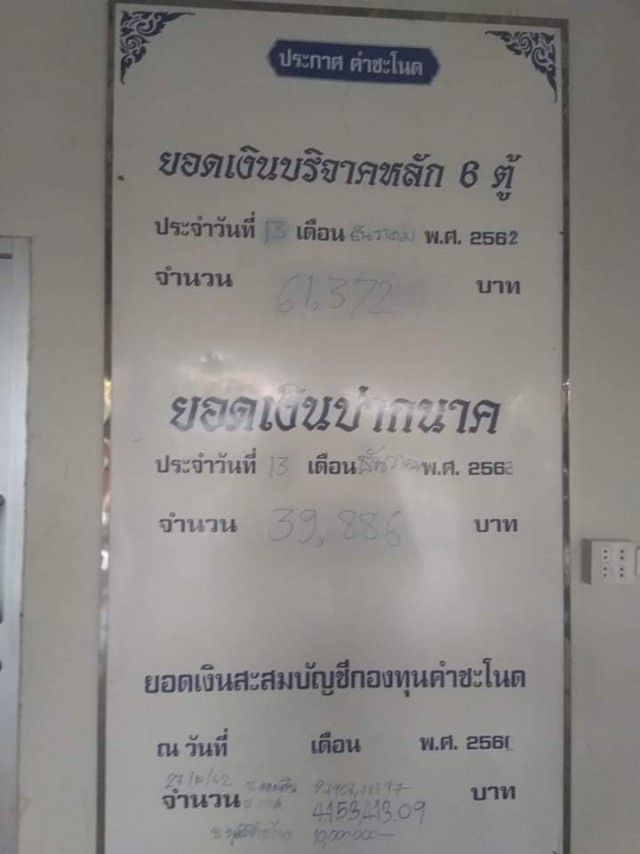 ประกาศ คำชะโนด
ยอดเงินบริจาคหลัก 6 ตู้
ประจำวันที่ 13 เดือน ธันวาคม พ.ศ. 2562
จำนวน 61,372 บาท
ยอดเงินปากนาค
ประจำวันที่ 13 เดือน ธันวาคม พ.ศ. 2562
จำนวน 39,886 บาท
ยอดเงินสะสมบัญชีกองทุนคำชะโนด
ณ วันที่ เดือน พ.ศ. 256
จำนวน 4,153,413.09 บาท
10,000,000-